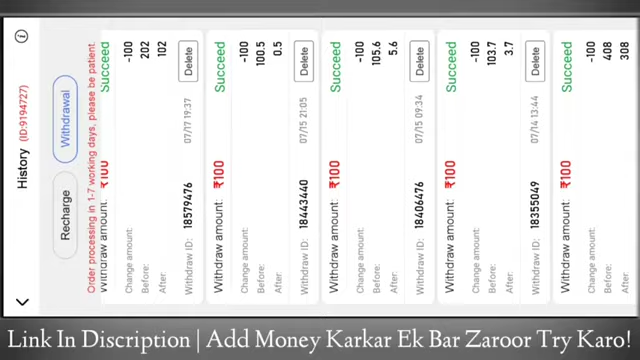 History (ID:9194727)
Recharge
Withdrawal
Order processing in 1-7 working days, please be patient.
Withdraw amount: ₹100 Succeed
Change amount: -100
Before: 202
After: 102
Withdraw ID: 18579476 07/17 19:37 Delete
Withdraw amount: ₹100 Succeed
Change amount: -100
Before: 100.5
After: 0.5
Withdraw ID: 18443440 07/15 21:05 Delete
Withdraw amount: ₹100 Succeed
Change amount: -100
Before: 105.6
After: 5.6
Withdraw ID: 18406476 07/15 09:34 Delete
Withdraw amount: ₹100 Succeed
Change amount: -100
Before: 103.7
After: 3.7
Withdraw ID: 18355049 07/14 13:44 Delete
Withdraw amount: ₹100 Succeed
Change amount: -100
Before: 408
After: 308
Link In Discription | Add Money Karkar Ek Bar Zaroor Try Karo!